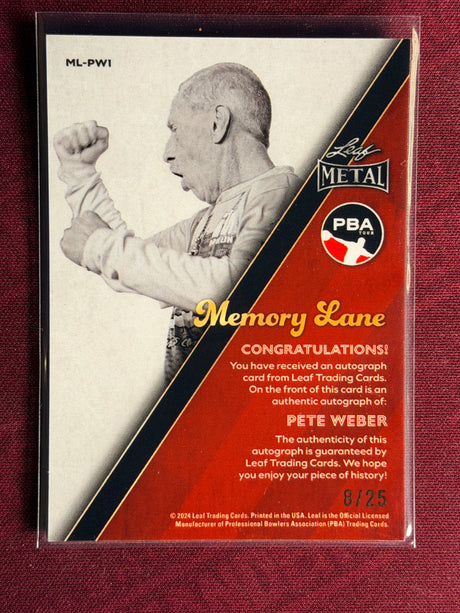 ML-PW1
Leaf
METAL
PBA
TOUR
Memory Lane
CONGRATULATIONS!
You have received an autograph
card from Leaf Trading Cards.
On the front of this card is an
authentic autograph of:
PETE WEBER
The authenticity of this
autograph is guaranteed by
Leaf Trading Cards. We hope
you enjoy your piece of history!
8/25
© 2024 Leaf Trading Cards. Printed in the USA. Leaf is the Official Licensed
Manufacturer of Professional Bowlers Association (PBA) Trading Cards.